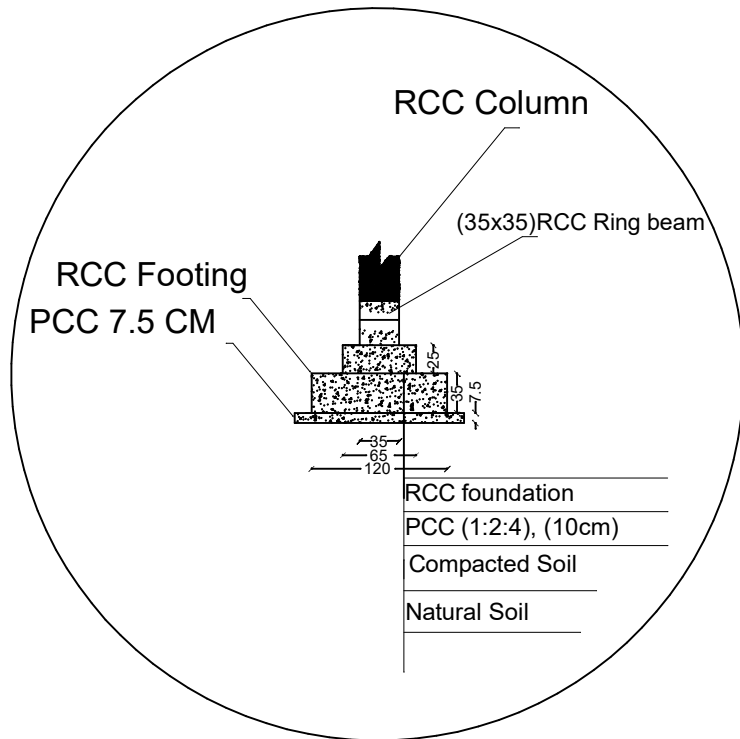 RCC Column
(35x35)RCC Ring beam
RCC Footing
PCC 7.5 CM
25
35
7.5
35
65
120
RCC foundation
PCC (1:2:4), (10cm)
Compacted Soil
Natural Soil